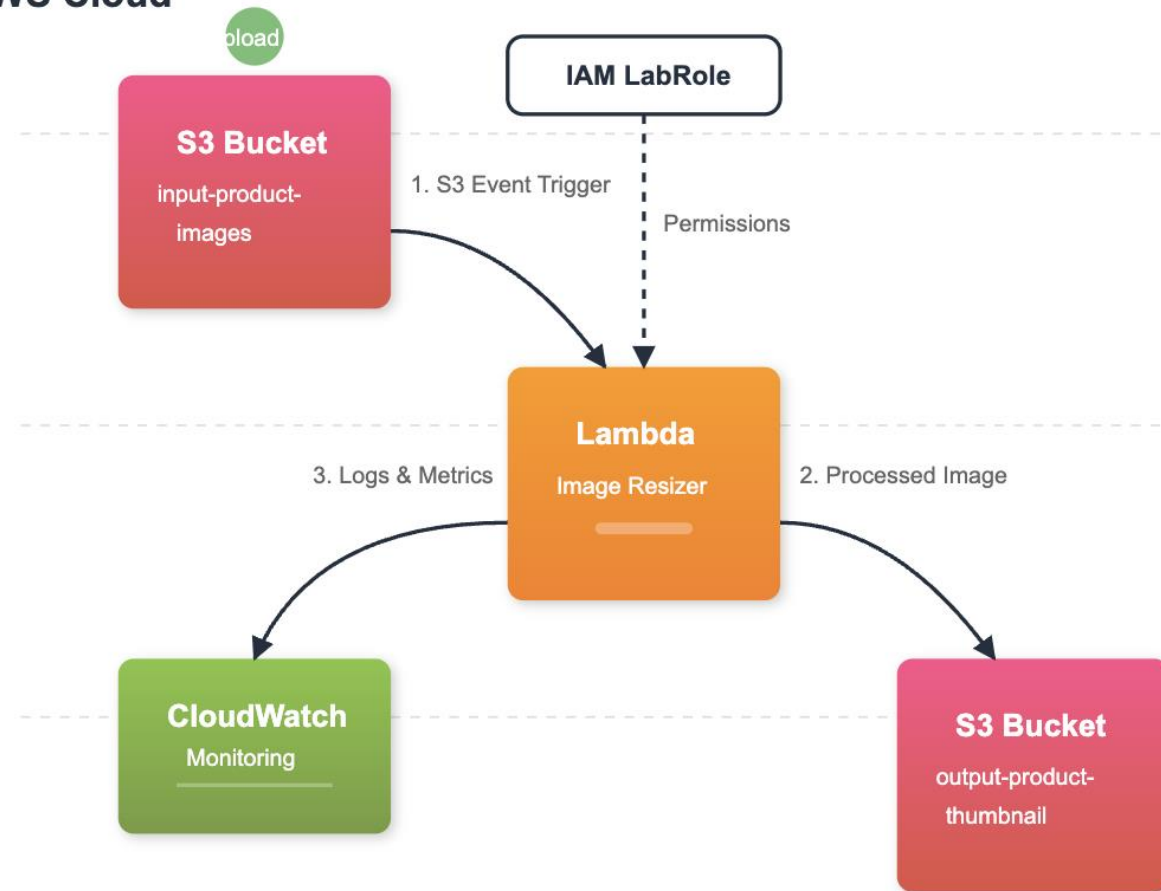 Cloud
IAM LabRole
S3 Bucket
input-product-
images
1. S3 Event Trigger
Permissions
Lambda
Image Resizer
3. Logs & Metrics
2. Processed Image
CloudWatch
Monitoring
S3 Bucket
output-product-
thumbnail